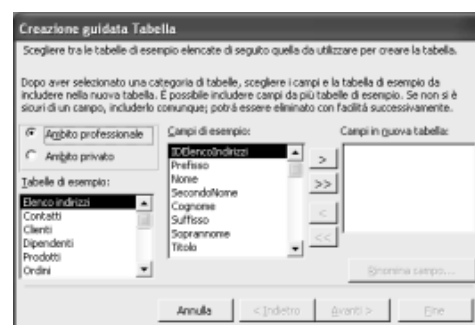 Creazione guidata Tabella
Scegliere tra le tabelle di esempio elencate di seguito quella da utilizzare per creare la tabella.
Dopo aver selezionato una categoria di tabelle, scegliere i campi e la tabella di esempio da
includere nella nuova tabella. È possibile includere campi da più tabelle di esempio. Se non si è
sicuri di un campo, includerlo comunque; potrà essere eliminato con facilità successivamente.
Ambito professionale
Ambito privato
Tabelle di esempio:
Elenco indirizzi
Contatti
Clienti
Dipendenti
Prodotti
Ordini
Campi di esempio:
IDElencoIndirizzi
Prefisso
Nome
SecondoNome
Cognome
Suffisso
Soprannome
Titolo
>
>>
<
<<
Campi in nuova tabella:
Rinomina campo...
Annulla
< Indietro
Avanti >
Fine